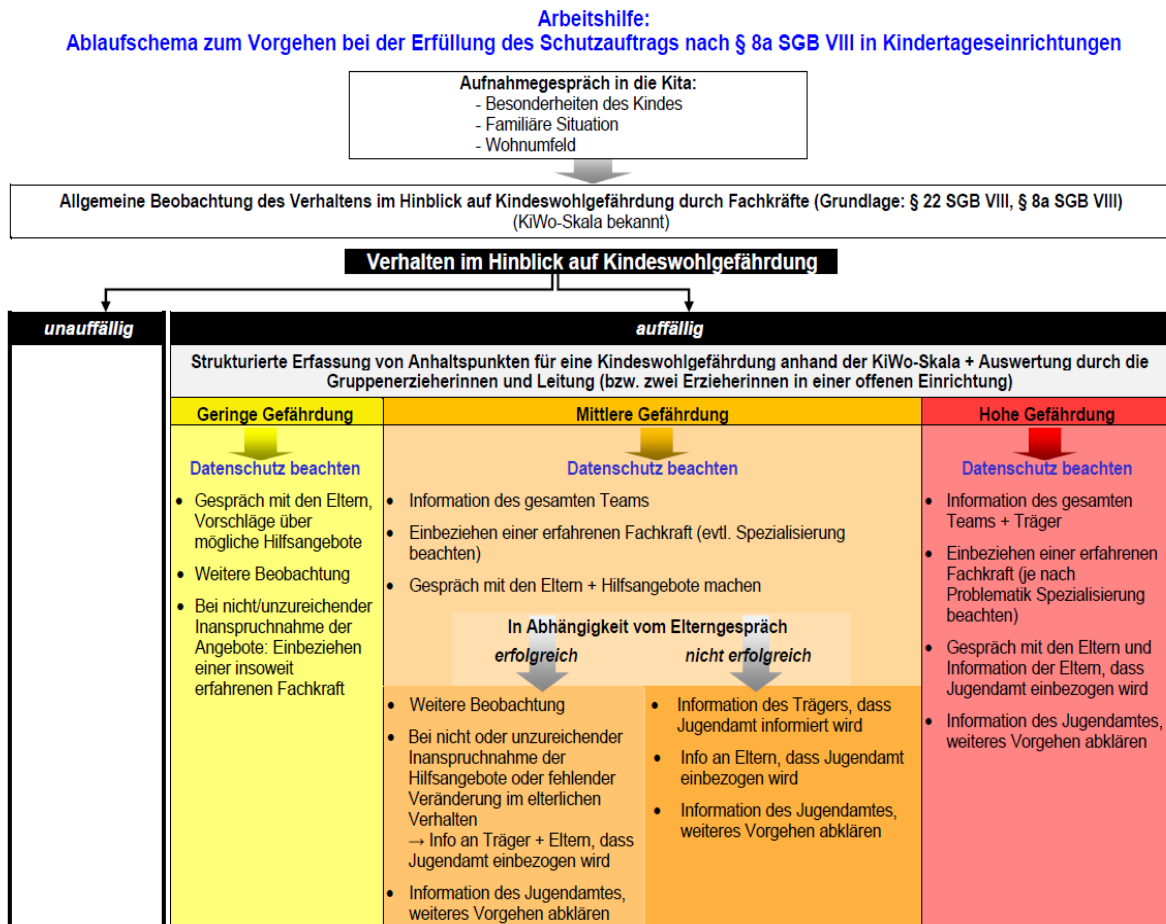 Arbeitshilfe:
Ablaufschema zum Vorgehen bei der Erfüllung des Schutzauftrags nach § 8a SGB VIII in Kindertageseinrichtungen
Aufnahmegespräch in die Kita:
- Besonderheiten des Kindes
- Familiäre Situation
- Wohnumfeld
Allgemeine Beobachtung des Verhaltens im Hinblick auf Kindeswohlgefährdung durch Fachkräfte (Grundlage: § 22 SGB VIII, § 8a SGB VIII)
(KiWo-Skala bekannt)
Verhalten im Hinblick auf Kindeswohlgefährdung
unauffällig
auffällig
Strukturierte Erfassung von Anhaltspunkten für eine Kindeswohlgefährdung anhand der KiWo-Skala + Auswertung durch die
Gruppenerzieherinnen und Leitung (bzw. zwei Erzieherinnen in einer offenen Einrichtung)
Geringe Gefährdung
Datenschutz beachten
• Gespräch mit den Eltern,
Vorschläge über
mögliche Hilfsangebote
• Weitere Beobachtung
• Bei nicht/unzureichender
Inanspruchnahme der
Angebote: Einbeziehen
einer insoweit
erfahrenen Fachkraft
Mittlere Gefährdung
Datenschutz beachten
• Information des gesamten Teams
• Einbeziehen einer erfahrenen Fachkraft (evtl. Spezialisierung
beachten)
• Gespräch mit den Eltern + Hilfsangebote machen
In Abhängigkeit vom Elterngespräch
erfolgreich
nicht erfolgreich
• Weitere Beobachtung
• Bei nicht oder unzureichender
Inanspruchnahme der
Hilfsangebote oder fehlender
Veränderung im elterlichen
Verhalten
→ Info an Träger + Eltern, dass
Jugendamt einbezogen wird
• Information des Jugendamtes,
weiteres Vorgehen abklären
• Information des Trägers, dass
Jugendamt informiert wird
• Info an Eltern, dass Jugendamt
einbezogen wird
• Information des Jugendamtes,
weiteres Vorgehen abklären
Hohe Gefährdung
Datenschutz beachten
• Information des gesamten
Teams + Träger
• Einbeziehen einer erfahrenen
Fachkraft (je nach
Problematik Spezialisierung
beachten)
• Gespräch mit den Eltern und
Information der Eltern, dass
Jugendamt einbezogen wird
• Information des Jugendamtes,
weiteres Vorgehen abklären